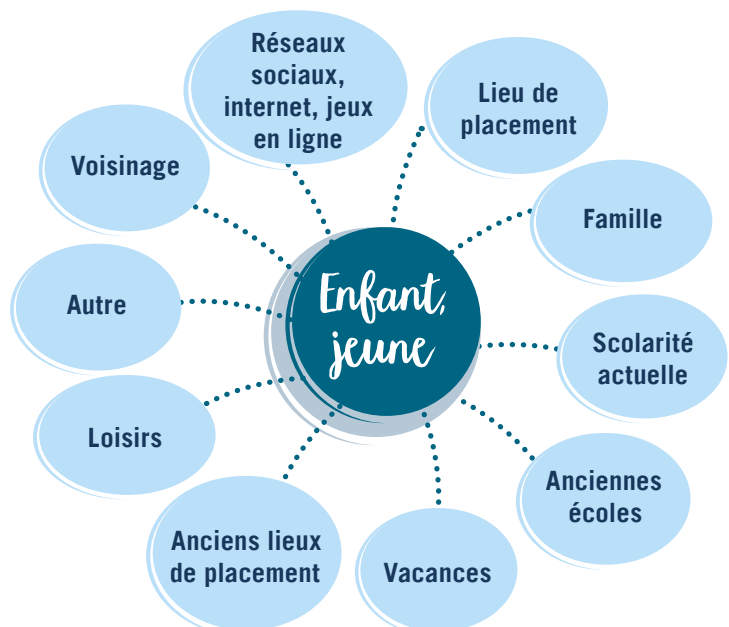 Réseaux
sociaux,
internet, jeux
en ligne
Lieu de
placement
Voisinage
Famille
Enfant,
jeune
Autre
Scolarité
actuelle
Loisirs
Anciennes
écoles
Anciens lieux
de placement
Vacances